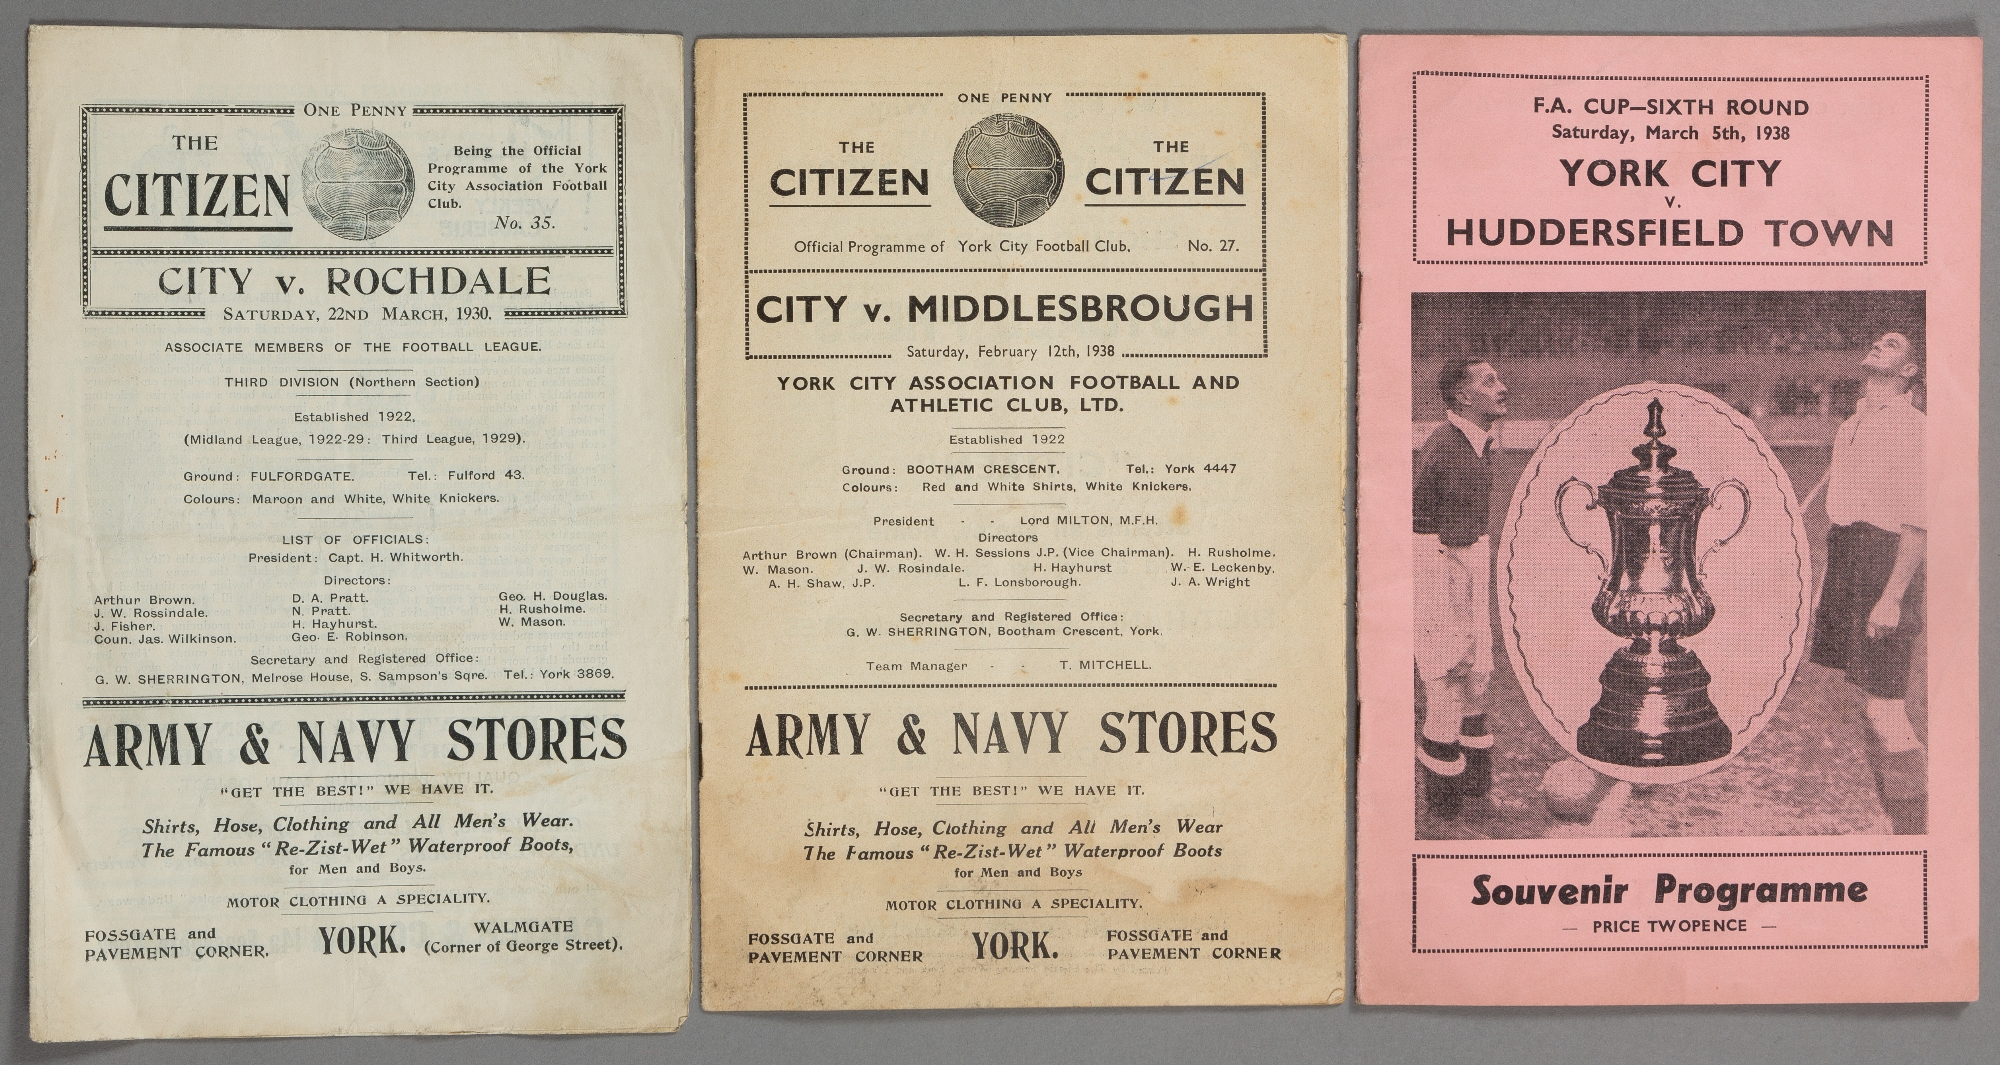 ONE PENNY
THE
CITIZEN
Being the Official
Programme of the York
City Association Football
Club.
No. 35.
CITY v. ROCHDALE
SATURDAY, 22ND MARCH, 1930.
ASSOCIATE MEMBERS OF THE FOOTBALL LEAGUE.
THIRD DIVISION (Northern Section)
Established 1922,
(Midland League, 1922-29: Third League, 1929).
Ground: FULFORDGATE. Tel.: Fulford 43.
Colours: Maroon and White, White Knickers.
LIST OF OFFICIALS:
President: Capt. H. Whitworth.
Directors:
Arthur Brown. D. A. Pratt. Geo. H. Douglas.
J. W. Rossindale. N. Pratt. H. Rusholme.
J. Fisher. H. Hayhurst. W. Mason.
Coun. Jas. Wilkinson. Geo. E. Robinson.
Secretary and Registered Office:
G. W. SHERRINGTON, Melrose House, S. Sampson's Sqre. Tel.: York 3869.
ARMY & NAVY STORES
"GET THE BEST!" WE HAVE IT.
Shirts, Hose, Clothing and All Men's Wear.
The Famous "Re-Zist-Wet" Waterproof Boots,
for Men and Boys.
MOTOR CLOTHING A SPECIALITY.
FOSSGATE and
PAVEMENT CORNER.
YORK.
WALMGATE
(Corner of George Street).
ONE PENNY
THE
CITIZEN
THE
CITIZEN
Official Programme of York City Football Club. No. 27.
CITY v. MIDDLESBROUGH
Saturday, February 12th, 1938
YORK CITY ASSOCIATION FOOTBALL AND
ATHLETIC CLUB, LTD.
Established 1922
Ground: BOOTHAM CRESCENT. Tel.: York 4447
Colours: Red and White Shirts, White Knickers.
President - - Lord MILTON, M.F.H.
Directors
Arthur Brown (Chairman). W. H. Sessions J.P. (Vice Chairman). H. Rusholme.
W. Mason. J. W. Rosindale. H. Hayhurst W. E. Leckenby.
A. H. Shaw, J.P. L. F. Lonsborough. J. A. Wright
Secretary and Registered Office:
G. W. SHERRINGTON, Bootham Crescent, York.
Team Manager - - T. MITCHELL.
ARMY & NAVY STORES
"GET THE BEST!" WE HAVE IT.
Shirts, Hose, Clothing and All Men's Wear
The Famous "Re-Zist-Wet" Waterproof Boots
for Men and Boys
MOTOR CLOTHING A SPECIALITY.
FOSSGATE and
PAVEMENT CORNER
YORK.
FOSSGATE and
PAVEMENT CORNER
F.A. CUP—SIXTH ROUND
Saturday, March 5th, 1938
YORK CITY
v.
HUDDERSFIELD TOWN
Souvenir Programme
— PRICE TWOPENCE —